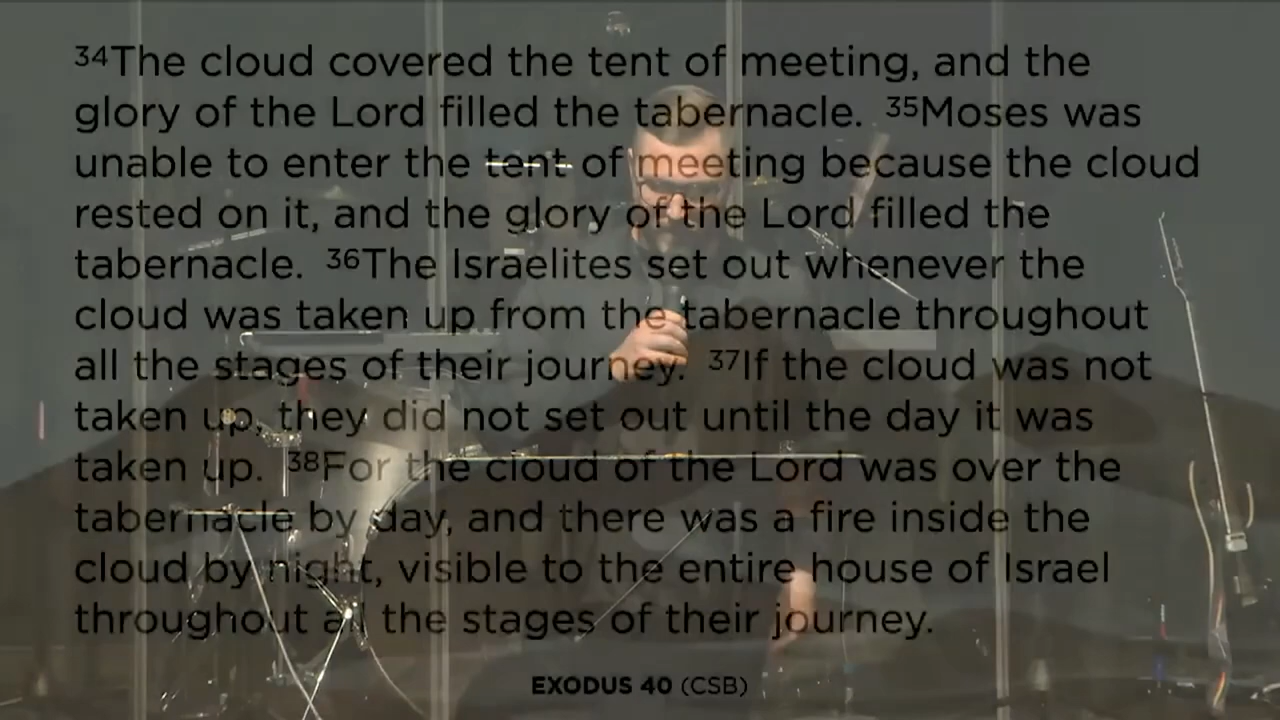 34The cloud covered the tent of meeting, and the
glory of the Lord filled the tabernacle. 35Moses was
unable to enter the tent of meeting because the cloud
rested on it, and the glory of the Lord filled the
tabernacle. 36The Israelites set out whenever the
cloud was taken up from the tabernacle throughout
all the stages of their journey. 37If the cloud was not
taken up, they did not set out until the day it was
taken up. 38For the cloud of the Lord was over the
tabernacle by day, and there was a fire inside the
cloud by night, visible to the entire house of Israel
throughout all the stages of their journey.
EXODUS 40 (CSB)